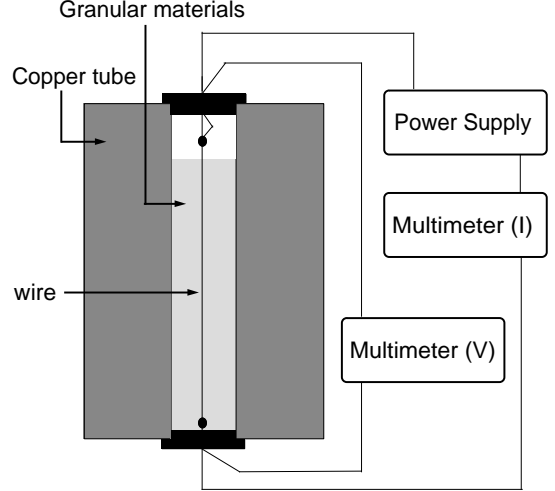 Granular materials
Copper tube
Power Supply
Multimeter (I)
wire
Multimeter (V)